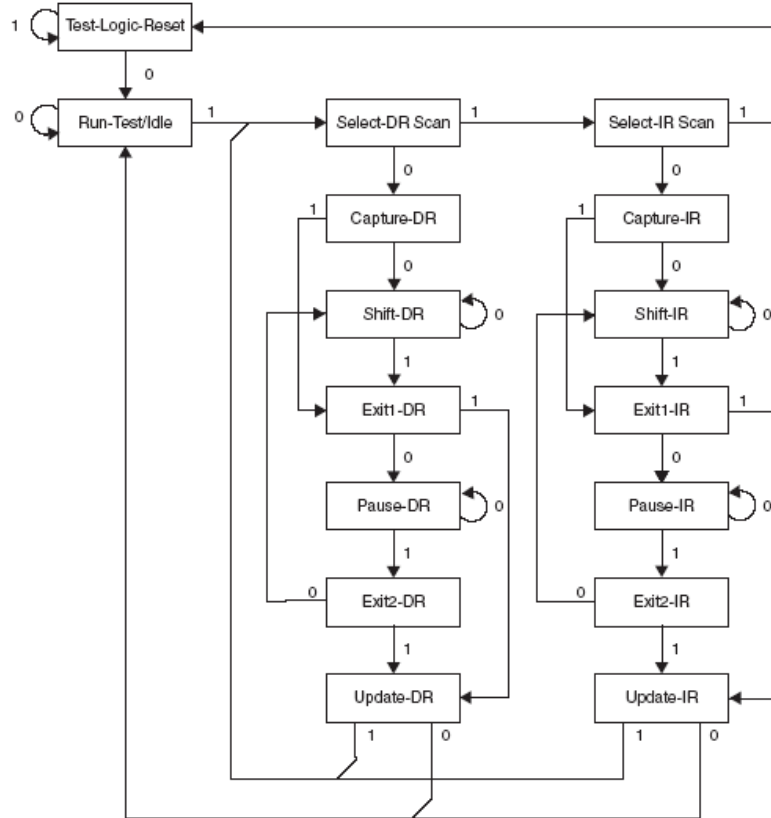 1 Test-Logic-Reset
0
0 Run-Test/Idle 1 Select-DR Scan 1 Select-IR Scan 1
0 0
1 Capture-DR 1 Capture-IR
0 0
Shift-DR 0 Shift-IR 0
1 1
Exit1-DR 1 Exit1-IR 1
0 0
Pause-DR 0 Pause-IR 0
1 1
0 Exit2-DR 0 Exit2-IR
1 1
Update-DR Update-IR
1 0 1 0